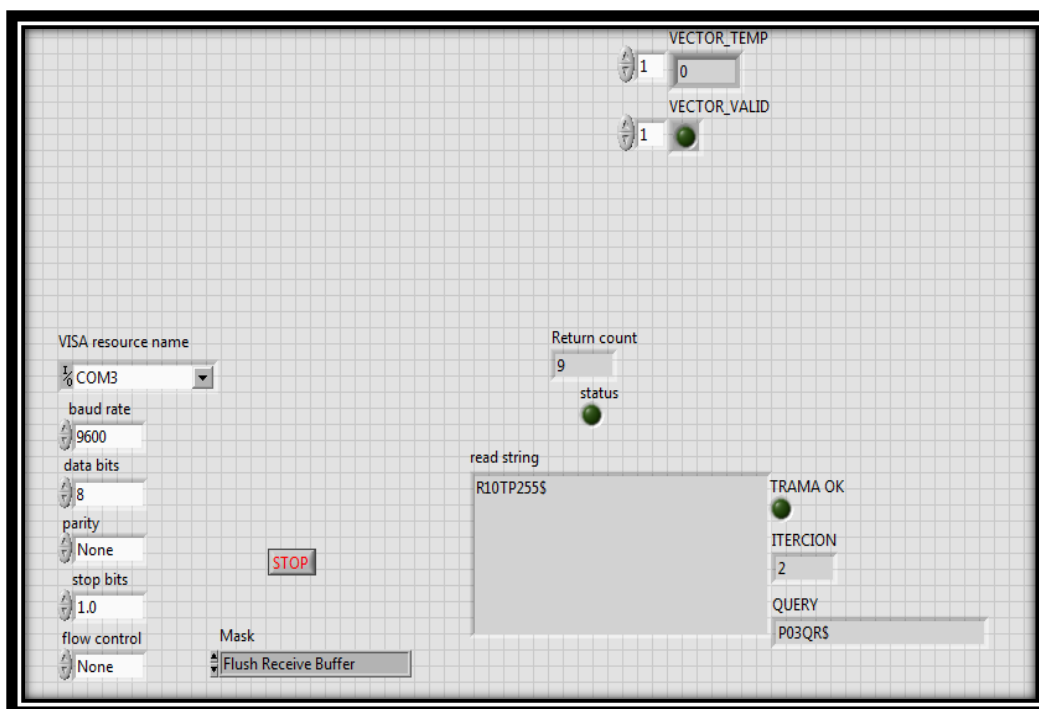 VECTOR_TEMP
1
0
VECTOR_VALID
1
VISA resource name
I/0 COM3
baud rate
9600
data bits
8
parity
None
stop bits
1.0
flow control
None
STOP
Mask
Flush Receive Buffer
Return count
9
status
read string
R10TP255$
TRAMA OK
ITERCION
2
QUERY
P03QR$